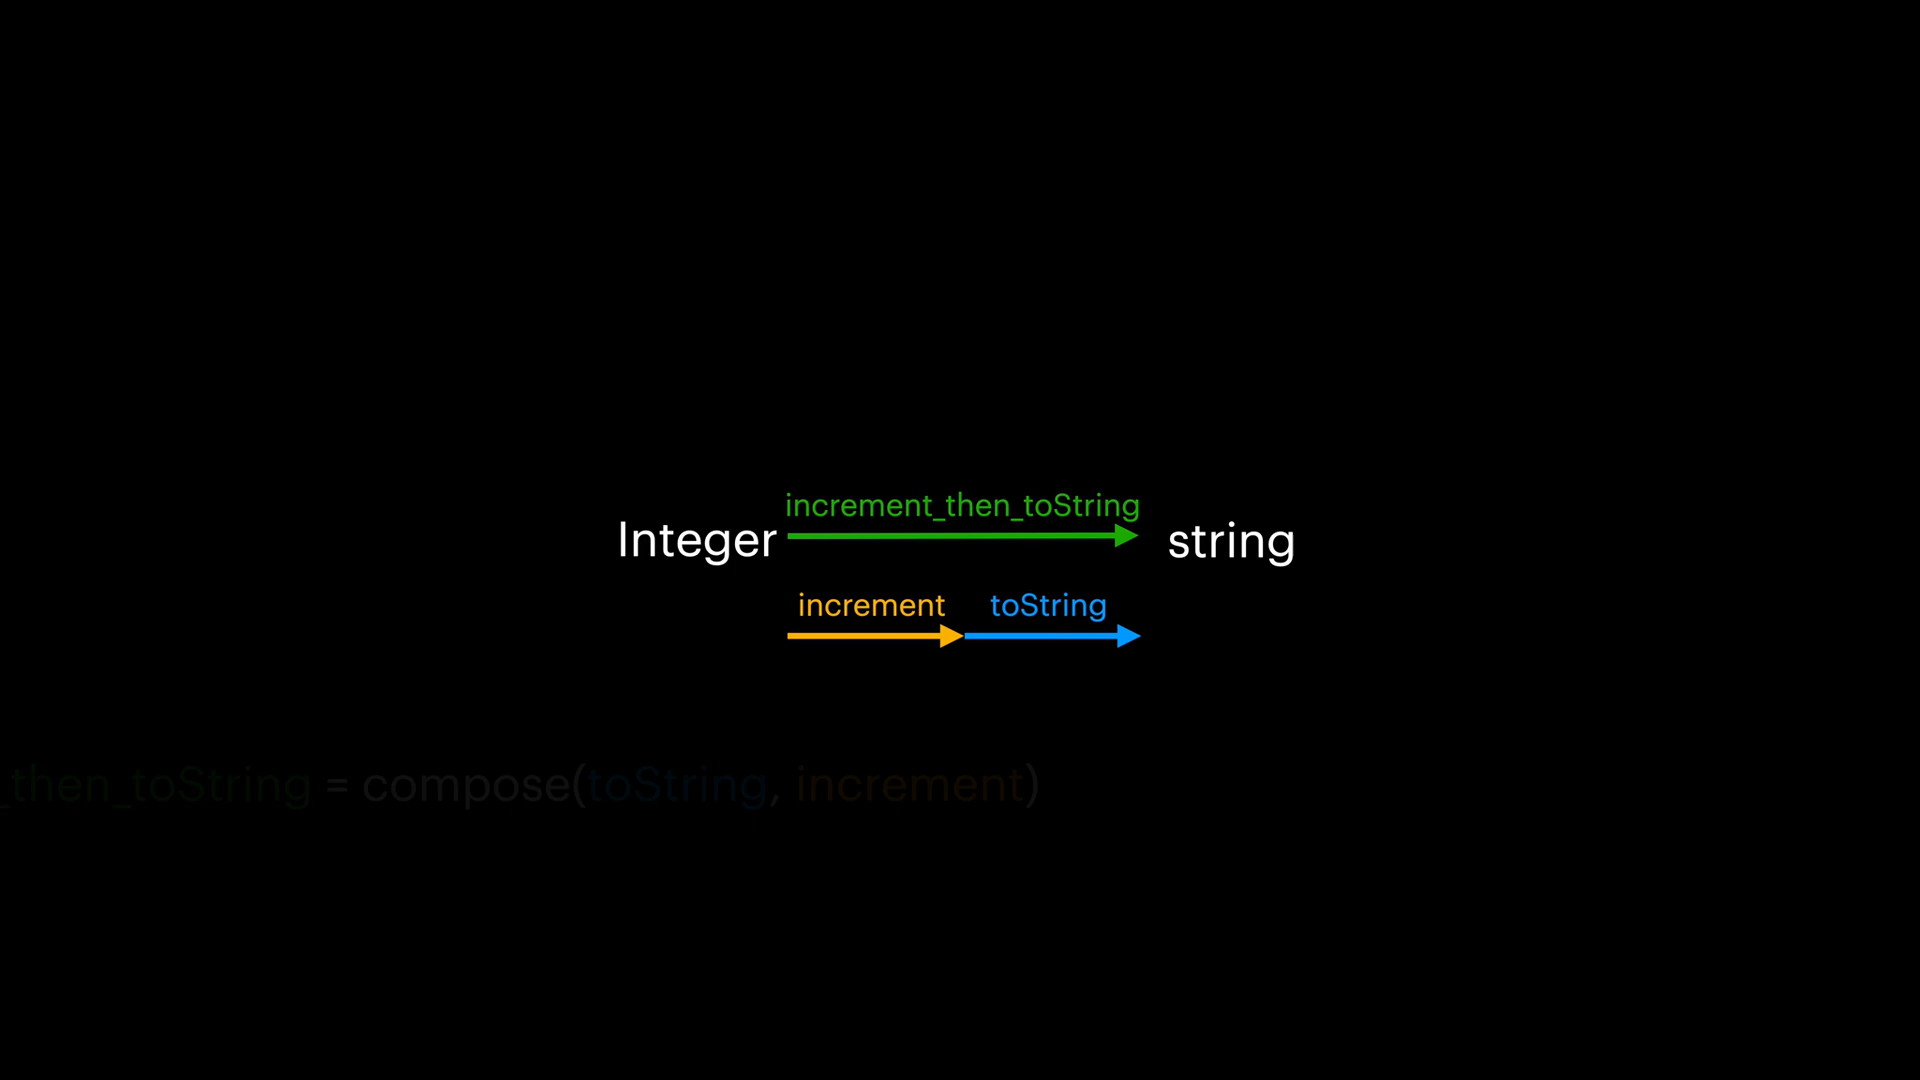 increment_then_toString
Integer string
increment toString
_then_toString = compose(toString, increment)